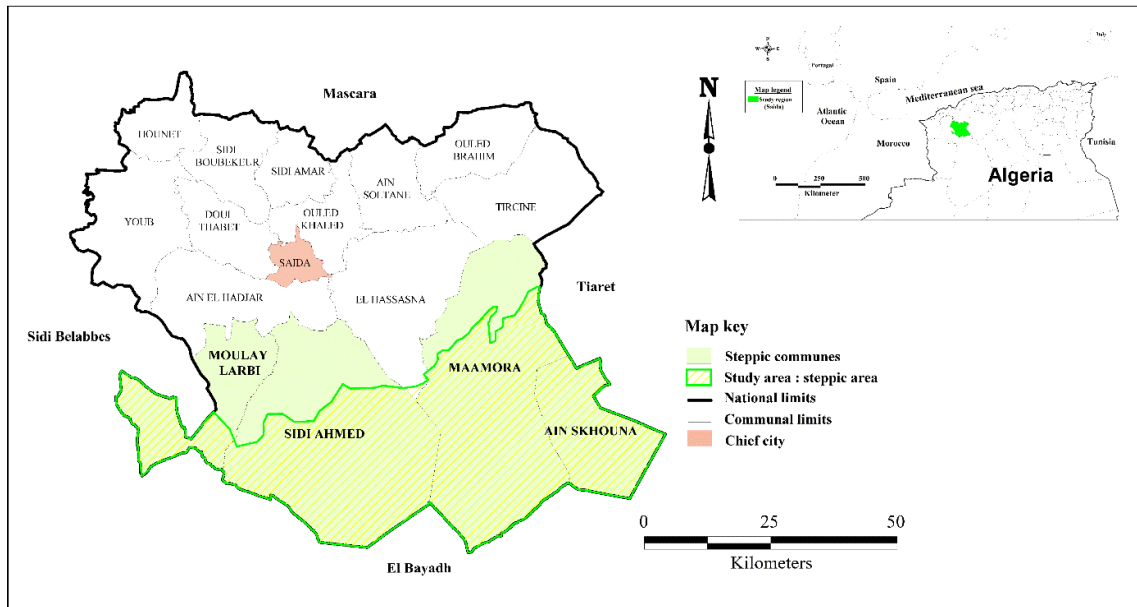 Mascara
HOUNET
SIDI
BOUBEKEUR
SIDI AMAR
AIN
SOLTANE
OULED
BRAHIM
YOUB
DOUI
THABET
OULED
KHALED
TIRCINE
SAIDA
AIN EL HADJAR
EL HASSASNA
Tiaret
Sidi Belabbes
MOULAY
LARBI
MAAMORA
SIDI AHMED
AIN SKHOUNA
El Bayadh
N
N
W
E
S
Portugal
Italy
Spain
Mediterranean sea
Map legend
Study region
(Saida)
Atlantic
Ocean
Morocco
Tunisia
Algeria
0 250 500
Kilometer
Map key
Steppic communes
Study area : steppic area
National limits
Communal limits
Chief city
0 25 50
Kilometers